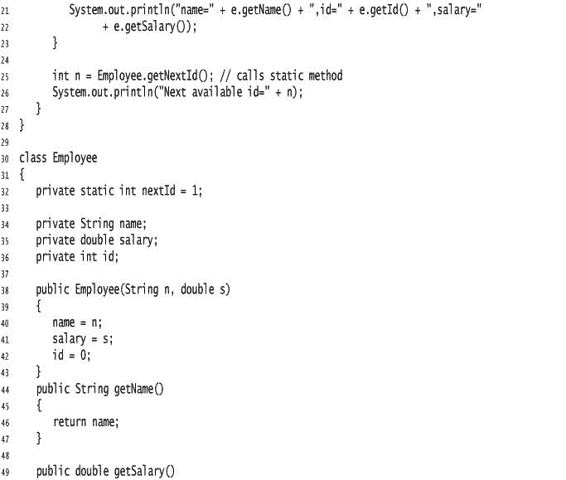 21 System.out.println("name=" + e.getName() + ",id=" + e.getId() + ",salary="
22 + e.getSalary());
23 }
24
25 int n = Employee.getNextId(); // calls static method
26 System.out.println("Next available id=" + n);
27 }
28 }
29
30 class Employee
31 {
32 private static int nextId = 1;
33
34 private String name;
35 private double salary;
36 private int id;
37
38 public Employee(String n, double s)
39 {
40 name = n;
41 salary = s;
42 id = 0;
43 }
44 public String getName()
45 {
46 return name;
47 }
48
49 public double getSalary()